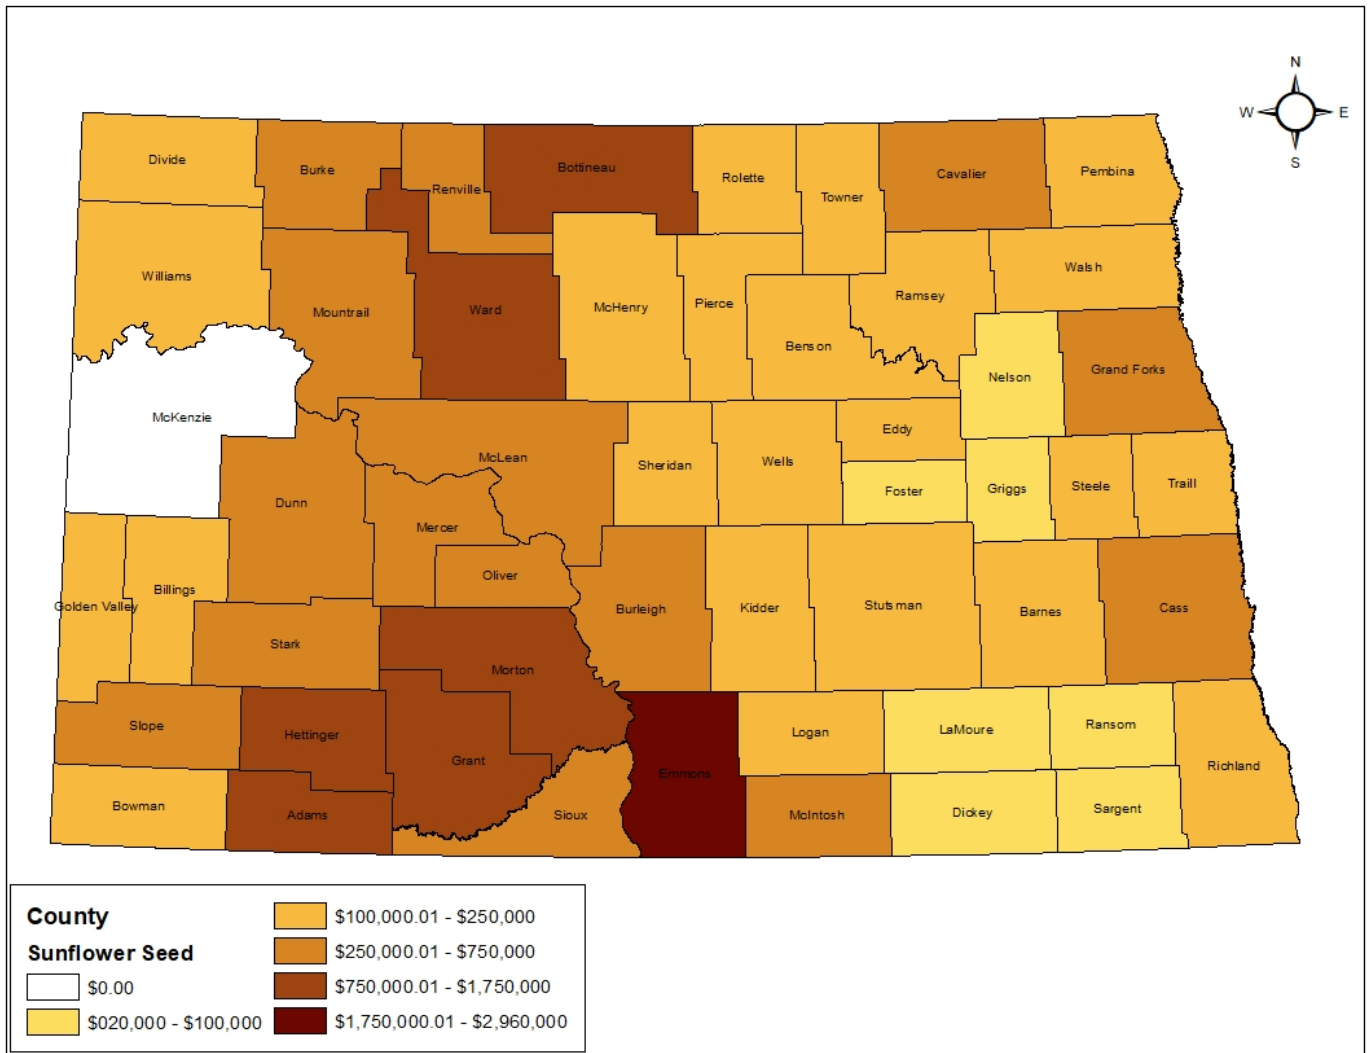 N
W E
S
Divide
Burke
Renville
Bottineau
Rolette
Towner
Cavalier
Pembina
Williams
Mountrail
Ward
McHenry
Pierce
Benson
Ramsey
Walsh
Nelson
Grand Forks
McKenzie
Dunn
McLean
Mercer
Oliver
Sheridan
Wells
Eddy
Foster
Griggs
Steele
Traill
Golden Valley
Billings
Stark
Morton
Burleigh
Kidder
Stutsman
Barnes
Cass
Slope
Hettinger
Grant
Emmons
Logan
LaMoure
Ransom
Richland
Bowman
Adams
Sioux
McIntosh
Dickey
Sargent
County
Sunflower Seed
$0.00
$020,000 - $100,000
$100,000.01 - $250,000
$250,000.01 - $750,000
$750,000.01 - $1,750,000
$1,750,000.01 - $2,960,000